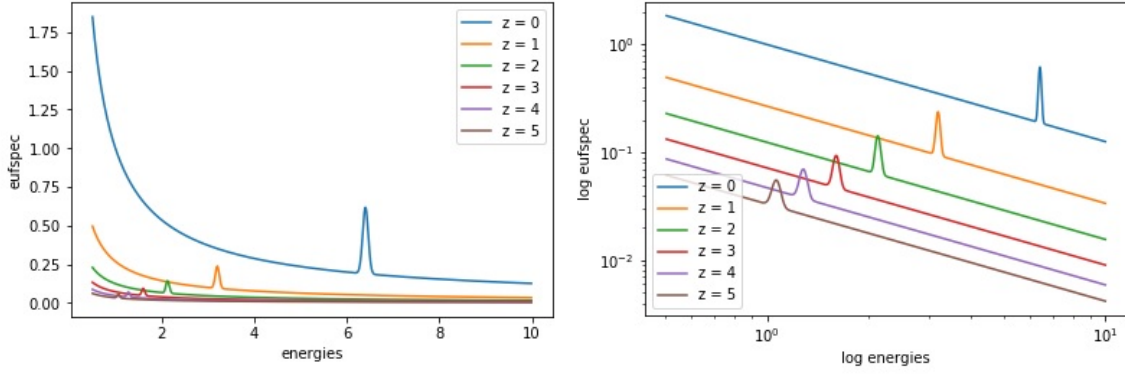 eufspec
1.75
1.50
1.25
1.00
0.75
0.50
0.25
0.00
2
4
6
8
10
energies
z = 0
z = 1
z = 2
z = 3
z = 4
z = 5
log eufspec
10⁰
10⁻¹
10⁻²
10⁰
10¹
log energies
z = 0
z = 1
z = 2
z = 3
z = 4
z = 5